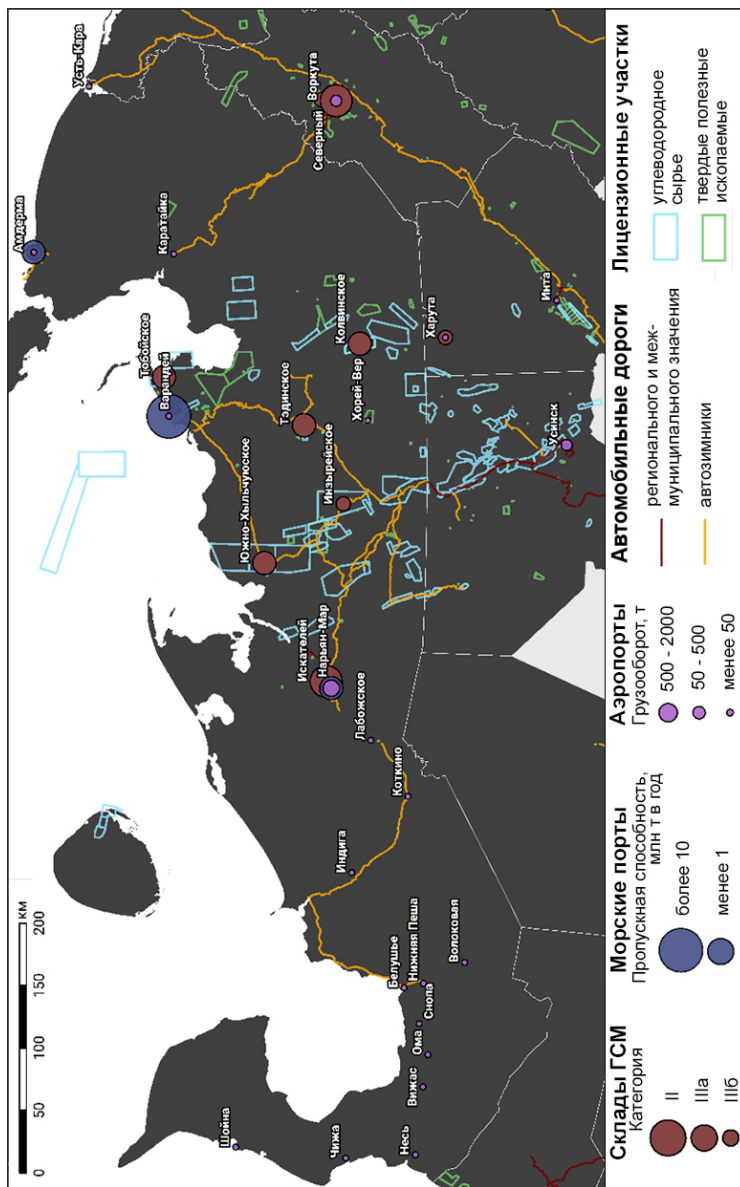 Усть-Кара
Амдерма
Воркута
Северный
Каратайка
Тобойское
Варандей
Колвинское
Харута
Инта
Тэдинское
Хорей-Вер
Усинск
Южно-Хыльчуюское
Инзырейское
Искателей
Нарьян-Мар
Лабожское
Коткино
Индига
Белушье
Нижняя Пеша
Волоковая
Снопа
Ома
Вижас
Шойна
Чижа
Несь
0 50 100 150 200
км
Склады ГСМ
Категория
II
IIIа
IIIб
Морские порты
Пропускная способность,
млн т в год
более 10
менее 1
Аэропорты
Грузооборот, т
500 - 2000
50 - 500
менее 50
Автомобильные дороги
регионального и меж-
муниципального значения
автозимники
Лицензионные участки
углеводородное
сырье
твердые полезные
ископаемые